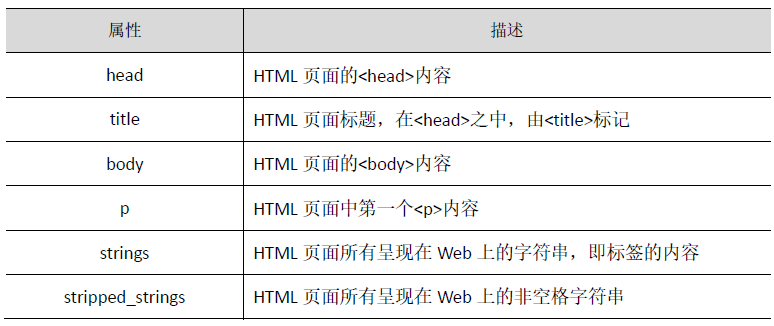 属性 描述
head HTML 页面的<head>内容
title HTML 页面标题，在<head>之中，由<title>标记
body HTML 页面的<body>内容
p HTML 页面中第一个<p>内容
strings HTML 页面所有呈现在 Web 上的字符串，即标签的内容
stripped_strings HTML 页面所有呈现在 Web 上的非空格字符串